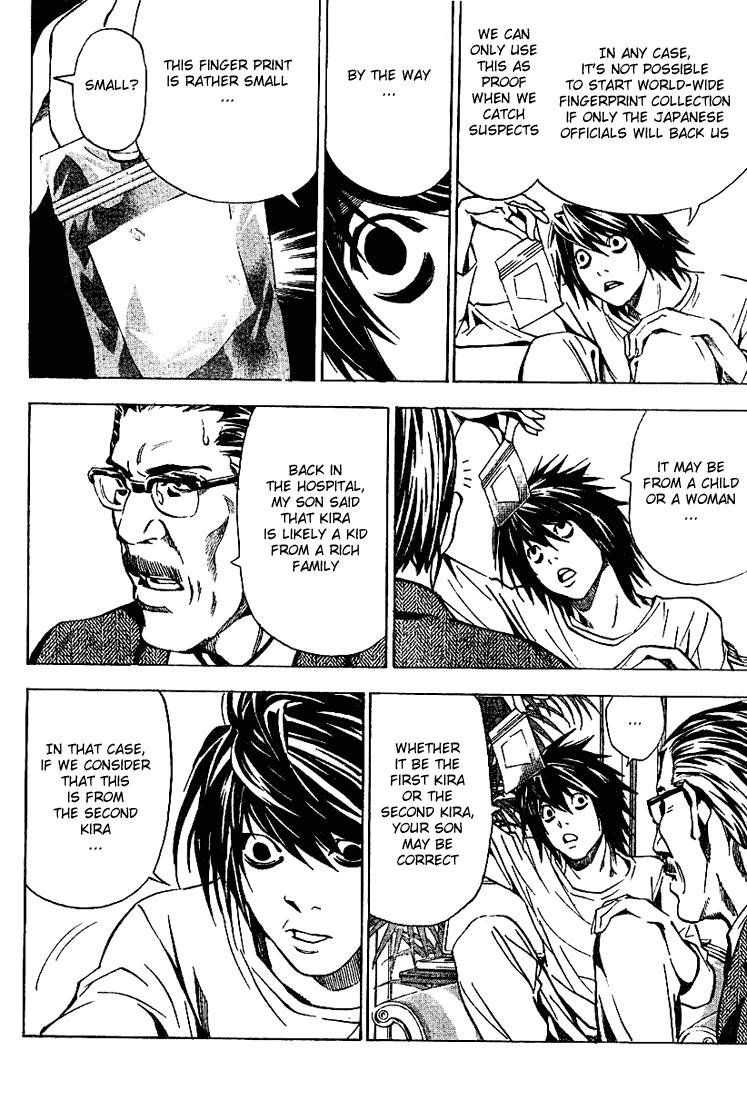 IN ANY CASE,
IT'S NOT POSSIBLE
TO START WORLD-WIDE
FINGERPRINT COLLECTION
IF ONLY THE JAPANESE
OFFICIALS WILL BACK US
WE CAN
ONLY USE
THIS AS
PROOF
WHEN WE
CATCH
SUSPECTS
BY THE WAY
...
THIS FINGER PRINT
IS RATHER SMALL
...
SMALL?
IT MAY BE
FROM A CHILD
OR A WOMAN
...
BACK IN
THE HOSPITAL,
MY SON SAID
THAT KIRA
IS LIKELY A KID
FROM A RICH
FAMILY
...
WHETHER
IT BE THE
FIRST KIRA
OR THE
SECOND KIRA,
YOUR SON
MAY BE
CORRECT
IN THAT CASE,
IF WE CONSIDER
THAT THIS
IS FROM
THE SECOND
KIRA
...